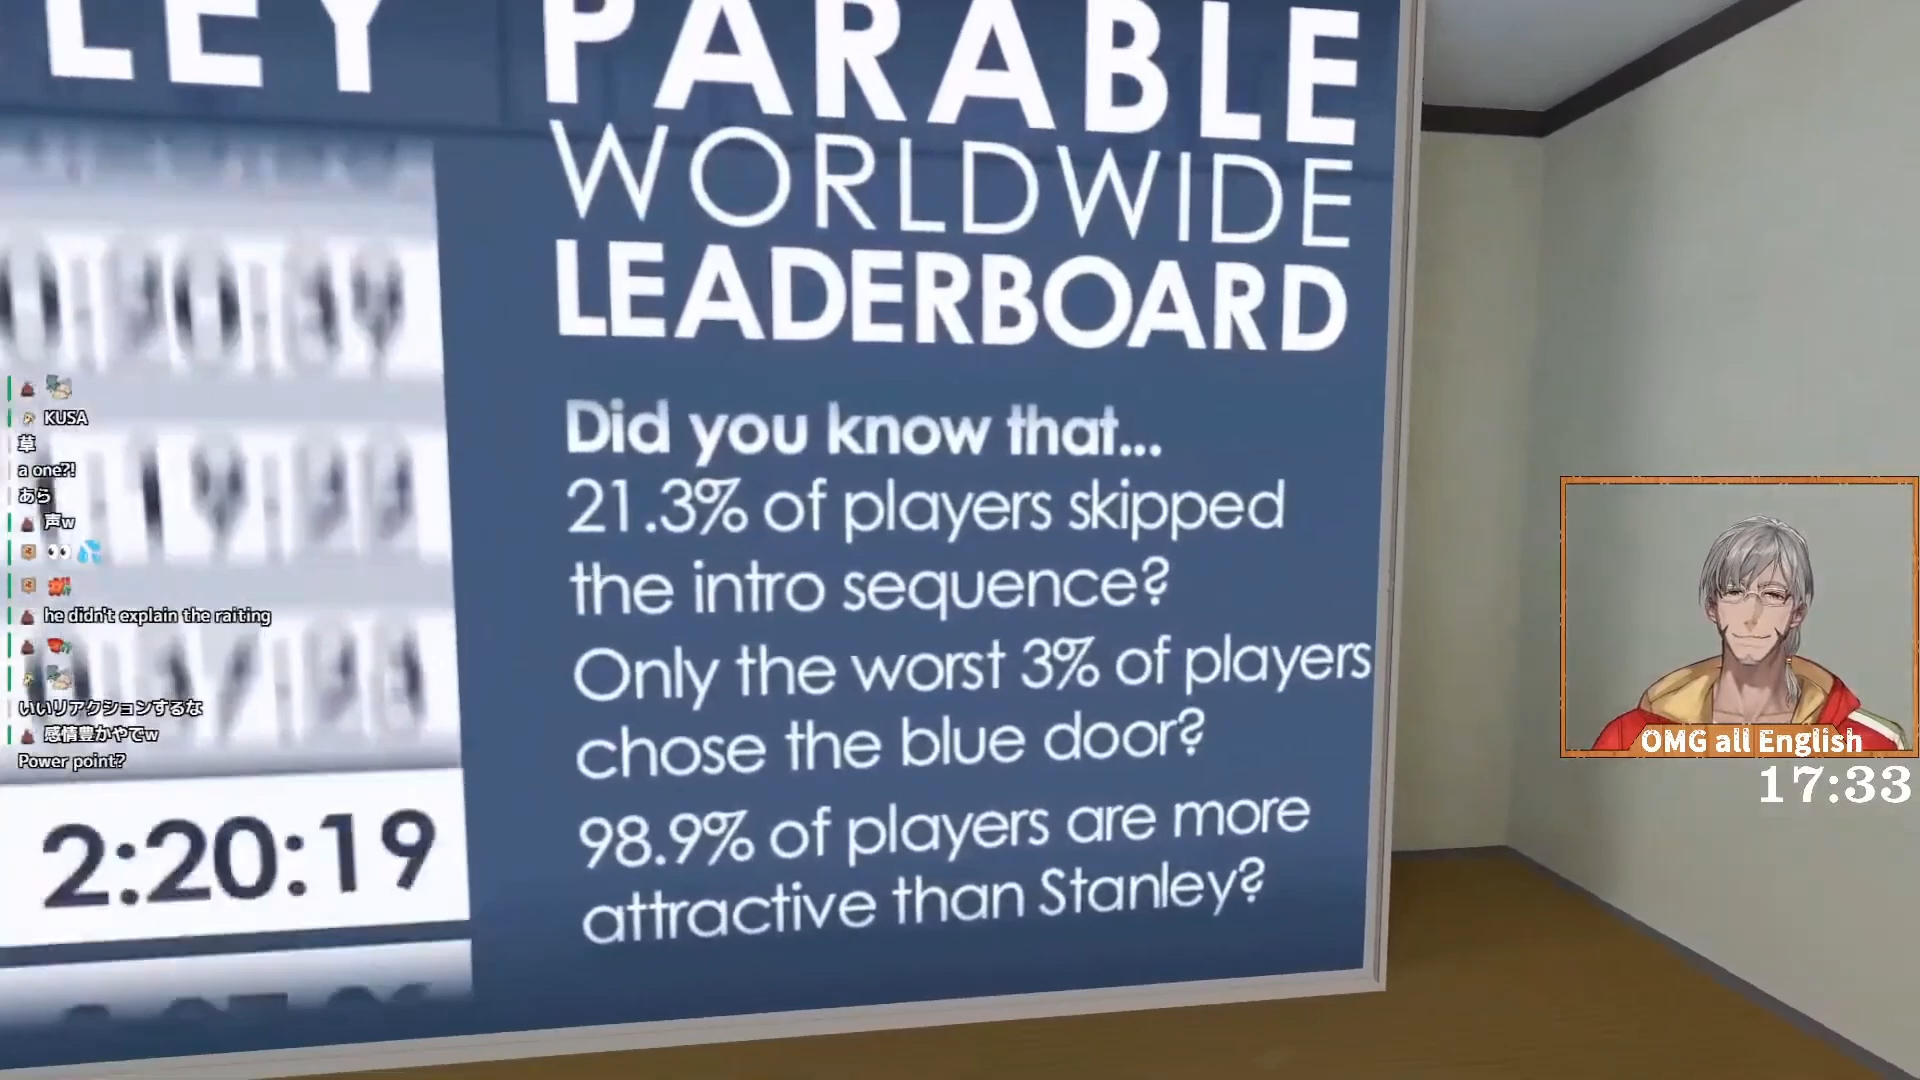 LEY PARABLE
WORLDWIDE
LEADERBOARD
Did you know that...
21.3% of players skipped
the intro sequence?
Only the worst 3% of players
chose the blue door?
98.9% of players are more
attractive than Stanley?
2:20:19
KUSA
草
a one?!
あら
声w
he didn't explain the raiting
いいリアクションするな
感情豊かやでw
Power point?
OMG all English
17:33